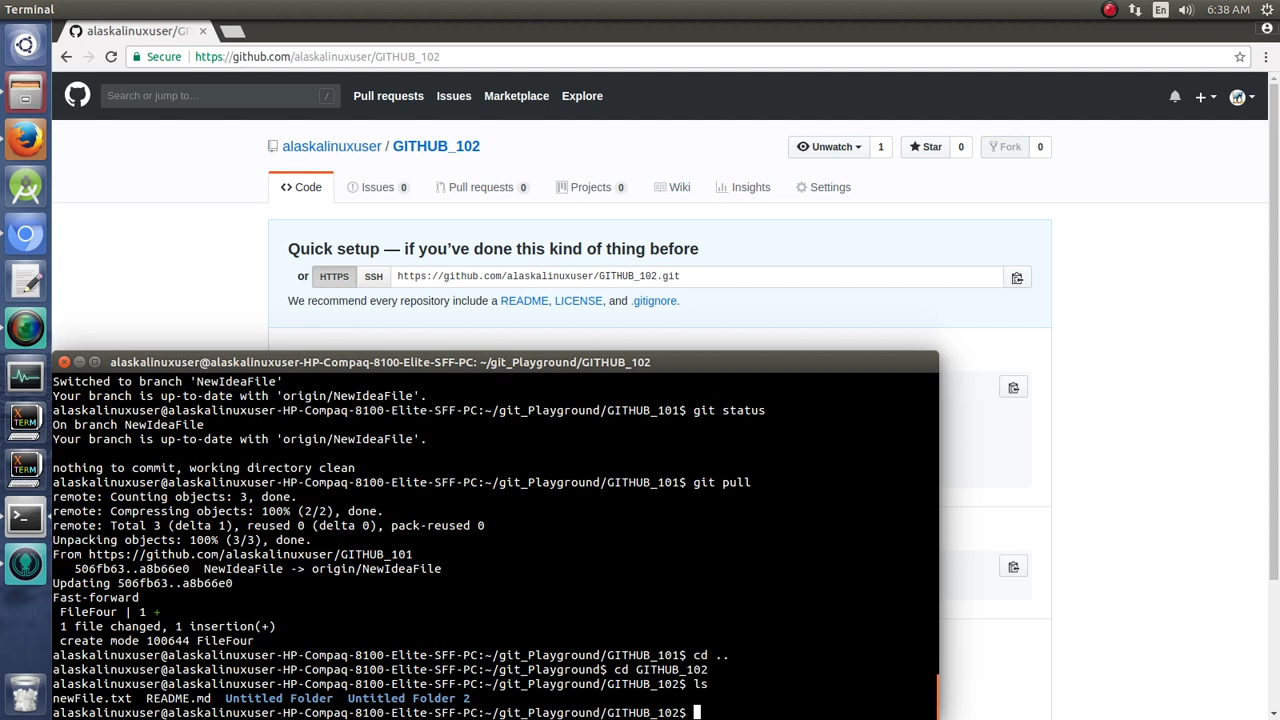 Terminal
En
6:38 AM
alaskalinuxuser/GI
Secure
https://github.com/alaskalinuxuser/GITHUB_102
Search or jump to…
/
Pull requests
Issues
Marketplace
Explore
alaskalinuxuser / GITHUB_102
Unwatch
1
Star
0
Fork
0
Code
Issues 0
Pull requests 0
Projects 0
Wiki
Insights
Settings
Quick setup — if you've done this kind of thing before
or
HTTPS
SSH
https://github.com/alaskalinuxuser/GITHUB_102.git
We recommend every repository include a README, LICENSE, and .gitignore.
alaskalinuxuser@alaskalinuxuser-HP-Compaq-8100-Elite-SFF-PC: ~/git_Playground/GITHUB_102
Switched to branch 'NewIdeaFile'
Your branch is up-to-date with 'origin/NewIdeaFile'.
alaskalinuxuser@alaskalinuxuser-HP-Compaq-8100-Elite-SFF-PC:~/git_Playground/GITHUB_101$ git status
On branch NewIdeaFile
Your branch is up-to-date with 'origin/NewIdeaFile'.
nothing to commit, working directory clean
alaskalinuxuser@alaskalinuxuser-HP-Compaq-8100-Elite-SFF-PC:~/git_Playground/GITHUB_101$ git pull
remote: Counting objects: 3, done.
remote: Compressing objects: 100% (2/2), done.
remote: Total 3 (delta 1), reused 0 (delta 0), pack-reused 0
Unpacking objects: 100% (3/3), done.
From https://github.com/alaskalinuxuser/GITHUB_101
506fb63..a8b66e0  NewIdeaFile -> origin/NewIdeaFile
Updating 506fb63..a8b66e0
Fast-forward
FileFour | 1 +
1 file changed, 1 insertion(+)
create mode 100644 FileFour
alaskalinuxuser@alaskalinuxuser-HP-Compaq-8100-Elite-SFF-PC:~/git_Playground/GITHUB_101$ cd ..
alaskalinuxuser@alaskalinuxuser-HP-Compaq-8100-Elite-SFF-PC:~/git_Playground$ cd GITHUB_102
alaskalinuxuser@alaskalinuxuser-HP-Compaq-8100-Elite-SFF-PC:~/git_Playground/GITHUB_102$ ls
newFile.txt  README.md  Untitled Folder  Untitled Folder 2
alaskalinuxuser@alaskalinuxuser-HP-Compaq-8100-Elite-SFF-PC:~/git_Playground/GITHUB_102$
XTERM
XTERM